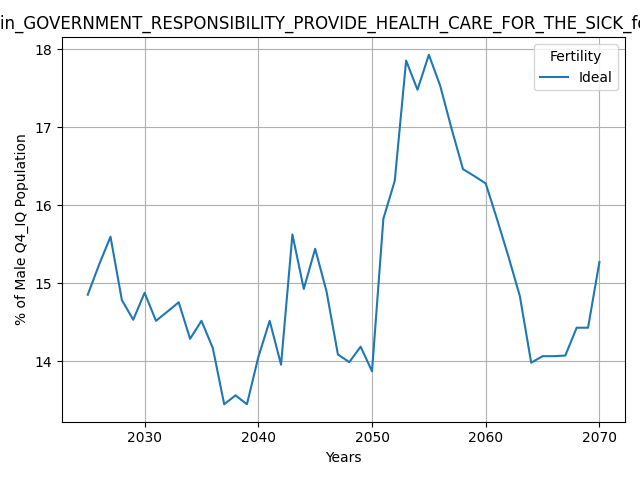 in_GOVERNMENT_RESPONSIBILITY_PROVIDE_HEALTH_CARE_FOR_THE_SICK_fo
Fertility
Ideal
18
17
16
15
14
% of Male Q4_IQ Population
2030 2040 2050 2060 2070
Years